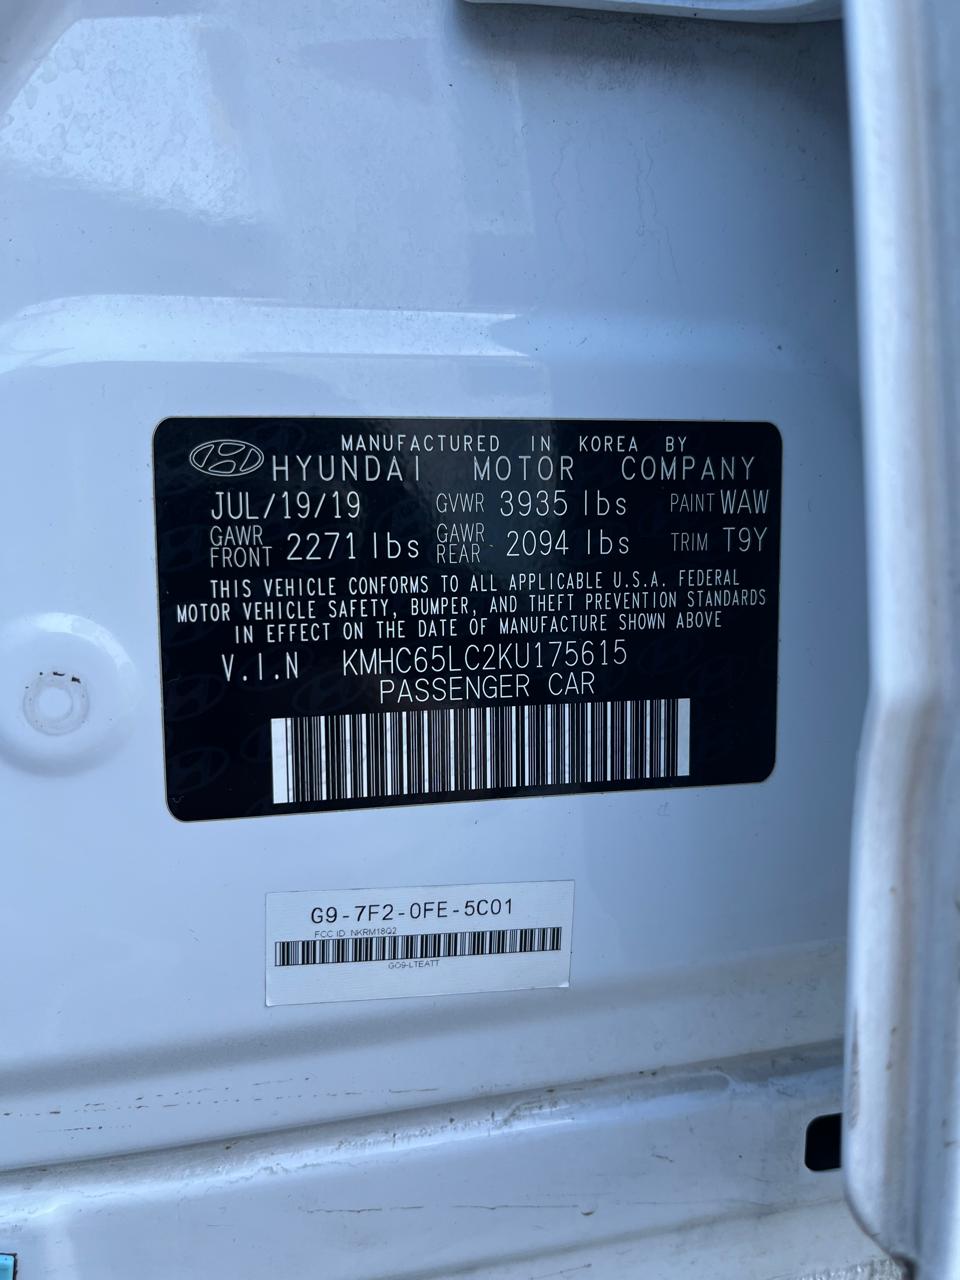 MANUFACTURED IN KOREA BY
HYUNDAI MOTOR COMPANY
JUL/19/19 GVWR 3935 lbs PAINT WAW
GAWR FRONT 2271 lbs GAWR REAR 2094 lbs TRIM T9Y
THIS VEHICLE CONFORMS TO ALL APPLICABLE U.S.A. FEDERAL
MOTOR VEHICLE SAFETY, BUMPER, AND THEFT PREVENTION STANDARDS
IN EFFECT ON THE DATE OF MANUFACTURE SHOWN ABOVE
V.I.N KMHC65LC2KU175615
PASSENGER CAR
G9-7F2-0FE-5C01
FCC ID NKRM18Q2
GO9-LTEATT